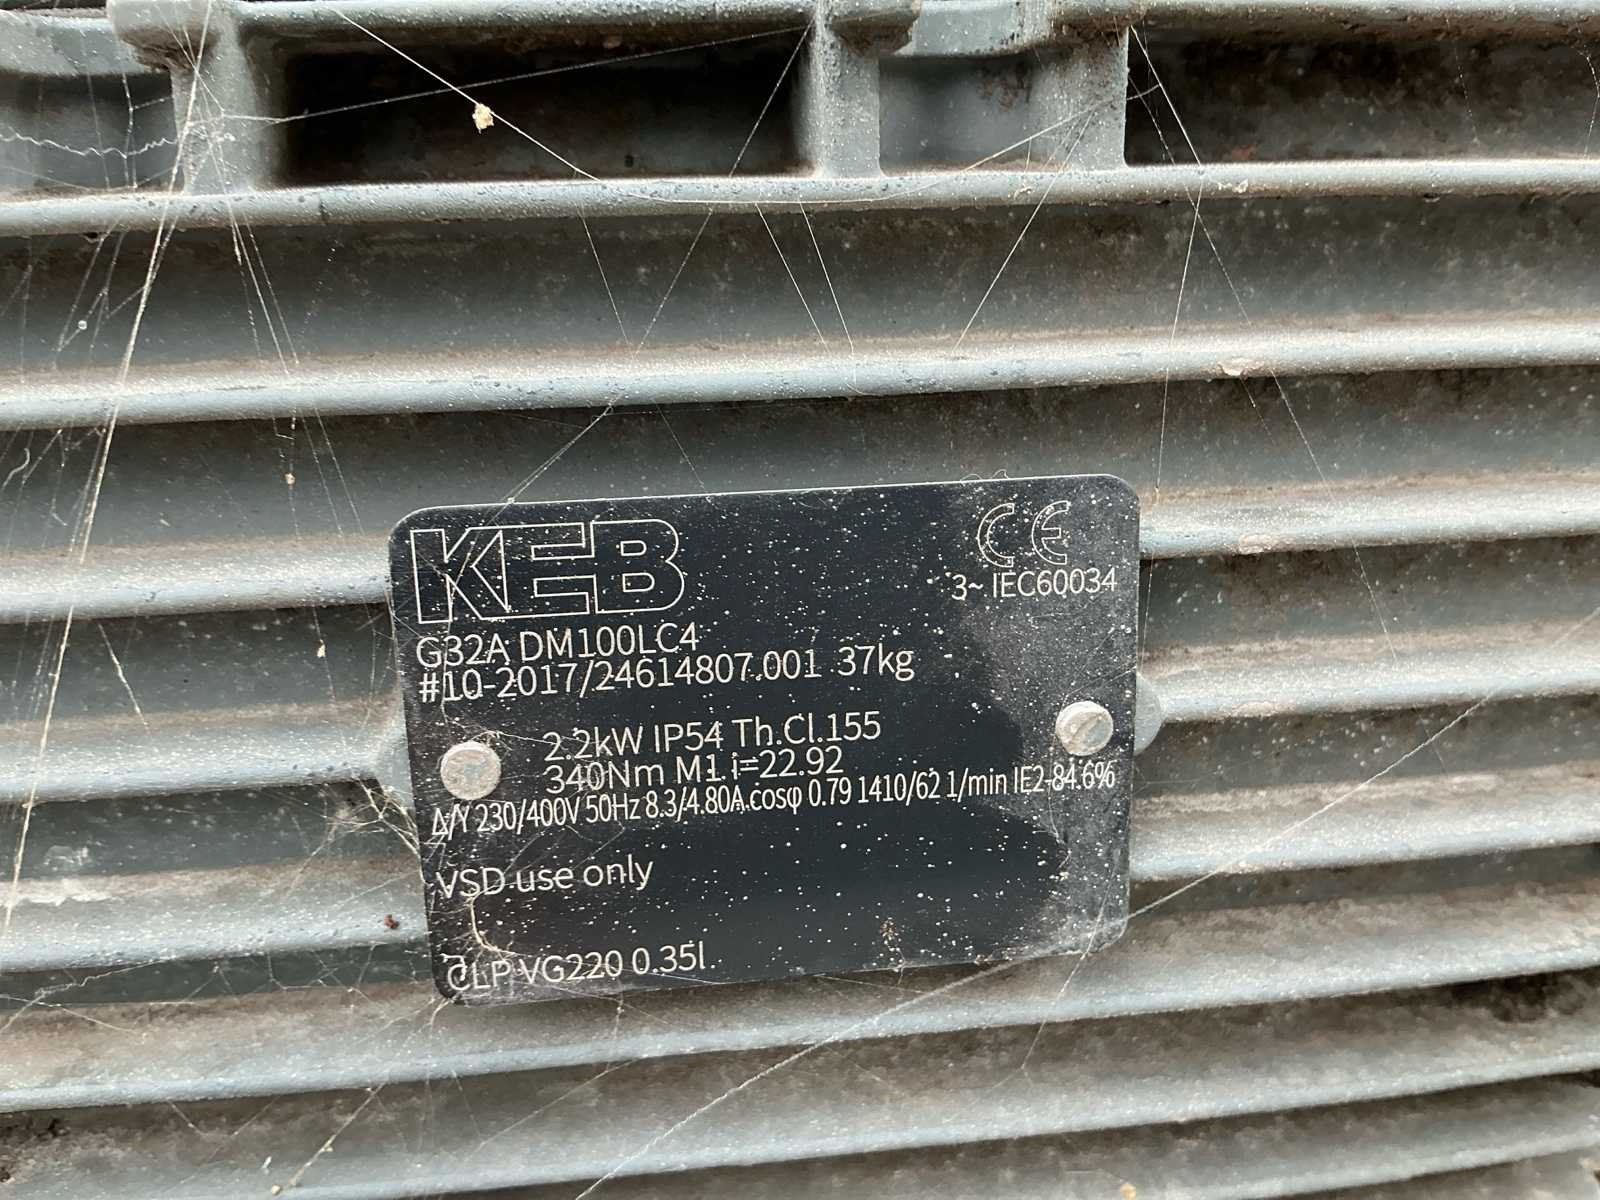 KEB
CE
3~ IEC60034
G32A DM100LC4
#10-2017/24614807.001 37kg
2.2kW IP54 Th.Cl.155
340Nm M1 i=22.92
Δ/Y 230/400V 50Hz 8.3/4.80A cosφ 0.79 1410/62 1/min IE2-84.6%
VSD use only
CLP VG220 0.35l